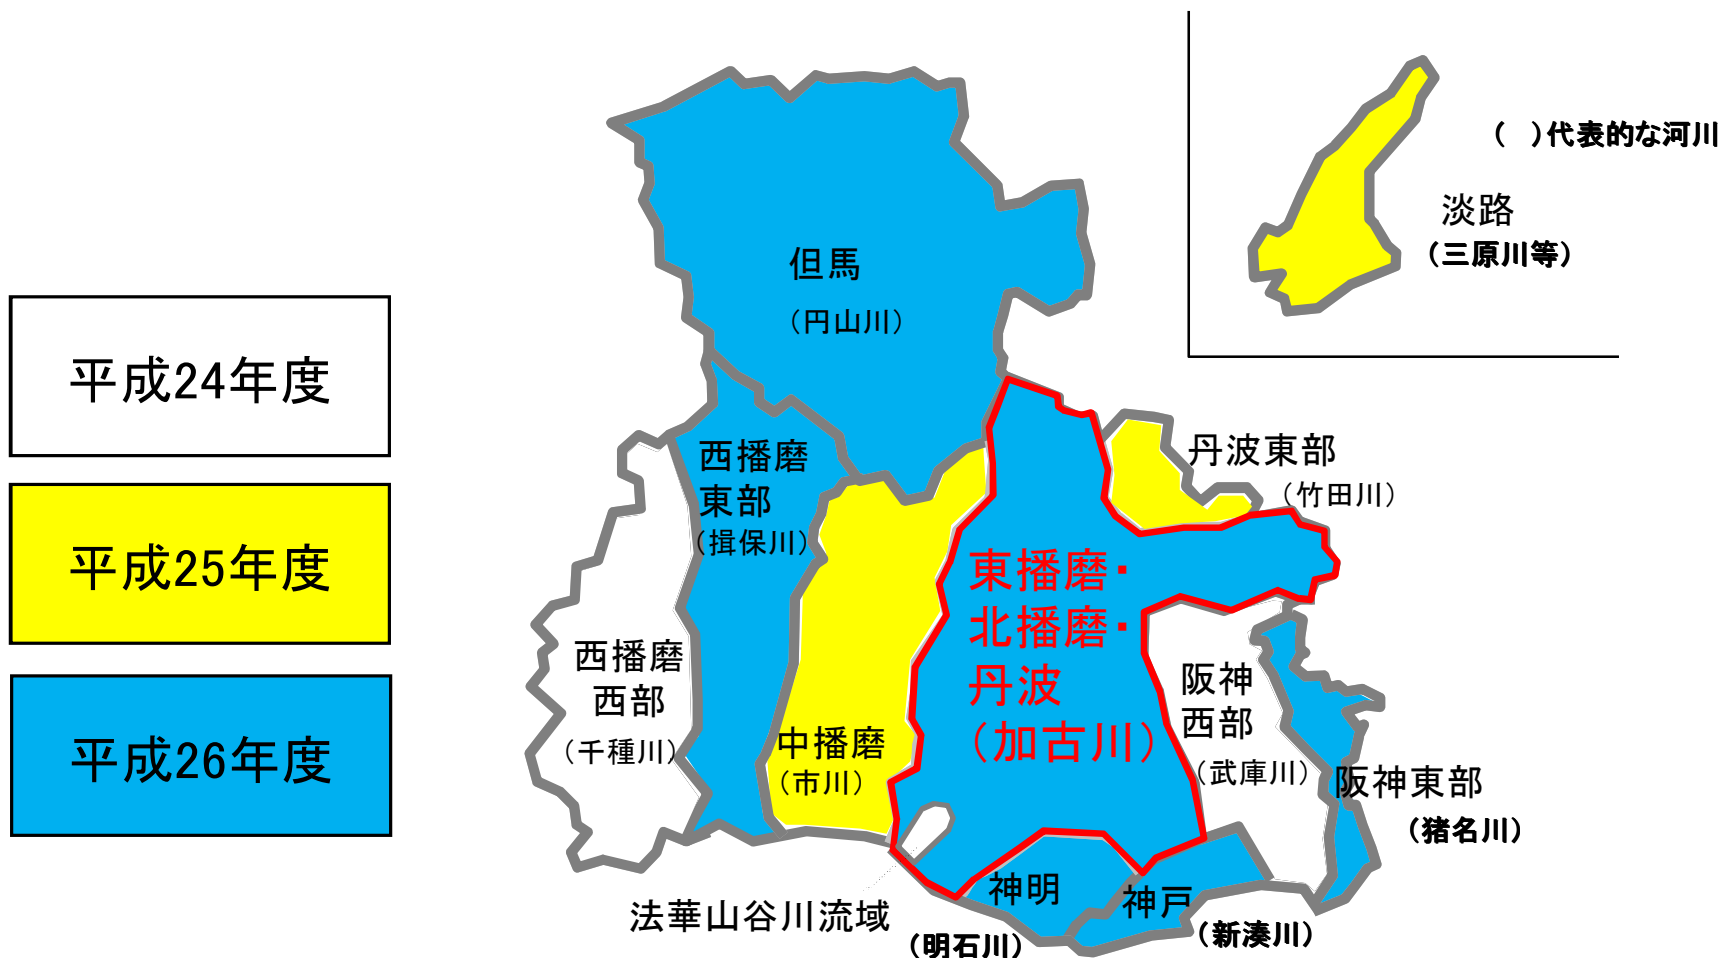 平成24年度
平成25年度
平成26年度
( )代表的な河川
淡路
(三原川等)
但馬
(円山川)
丹波東部
(竹田川)
西播磨
東部
(揖保川)
東播磨・
北播磨・
丹波
(加古川)
西播磨
西部
(千種川)
中播磨
(市川)
阪神
西部
(武庫川)
阪神東部
(猪名川)
神明
(明石川)
神戸
(新湊川)
法華山谷川流域